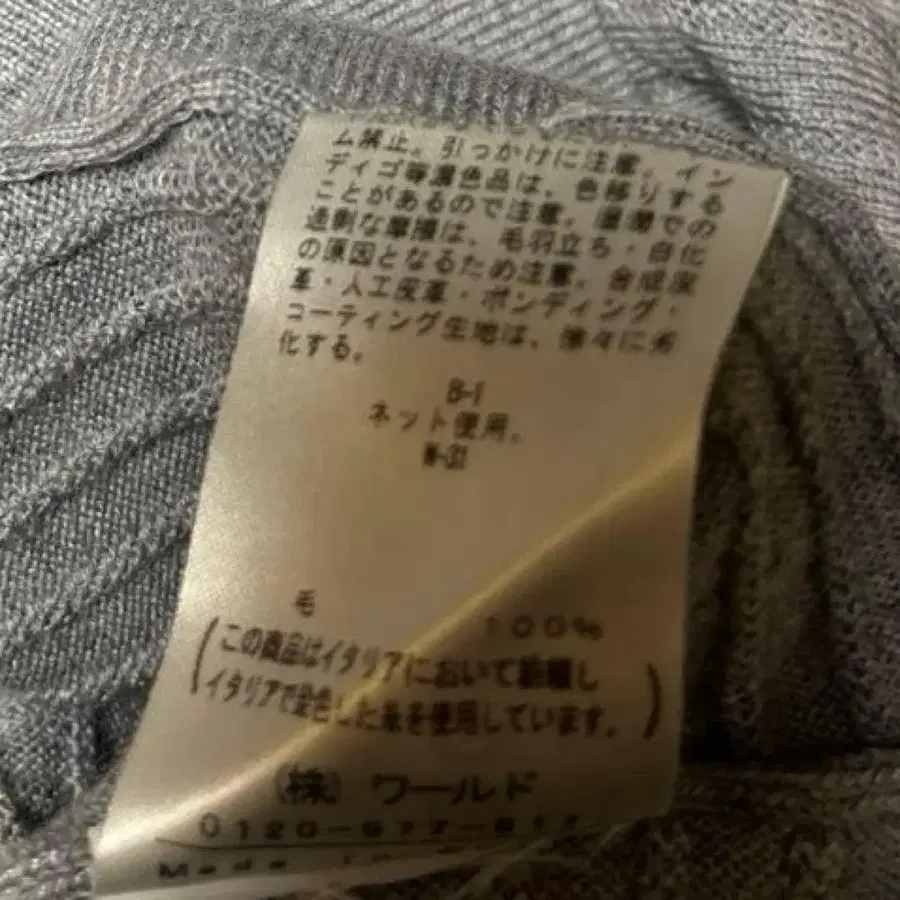 ム禁止。引っかけに注意。イン
ディゴ等濃色品は、色移りする
ことがあるので注意。湿潤での
過剰な摩擦は、毛羽立ち・白化
の原因となるため注意。合成皮
革・人工皮革・ボンディング・
コーティング生地は、徐々に劣
化する。
B-1
ネット使用。
毛 100%
(この商品はイタリアにおいて紡績し
イタリアで染色した糸を使用しています。)
(株) ワールド
Made